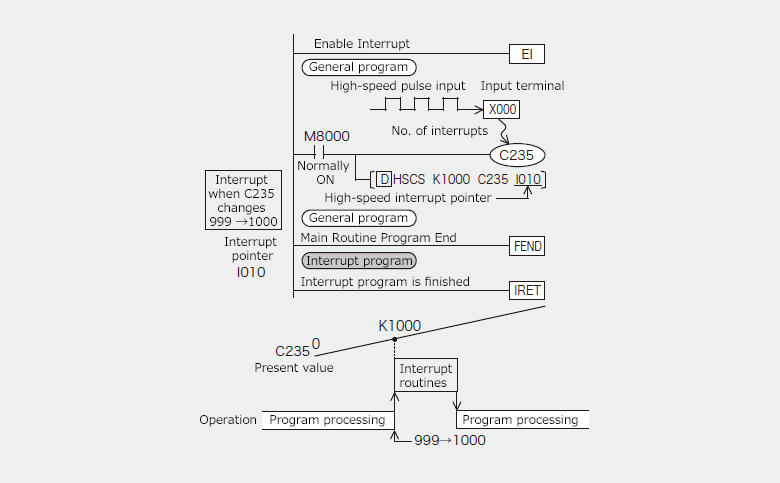 Enable Interrupt
EI
General program
High-speed pulse input
Input terminal
X000
No. of interrupts
M8000
C235
Normally
ON
D HSCS K1000 C235 I010
High-speed interrupt pointer
Interrupt
when C235
changes
999 →1000
General program
Interrupt
pointer
I010
Main Routine Program End
FEND
Interrupt program
Interrupt program is finished
IRET
K1000
C235 0
Present value
Interrupt
routines
Operation
Program processing
Program processing
999→1000